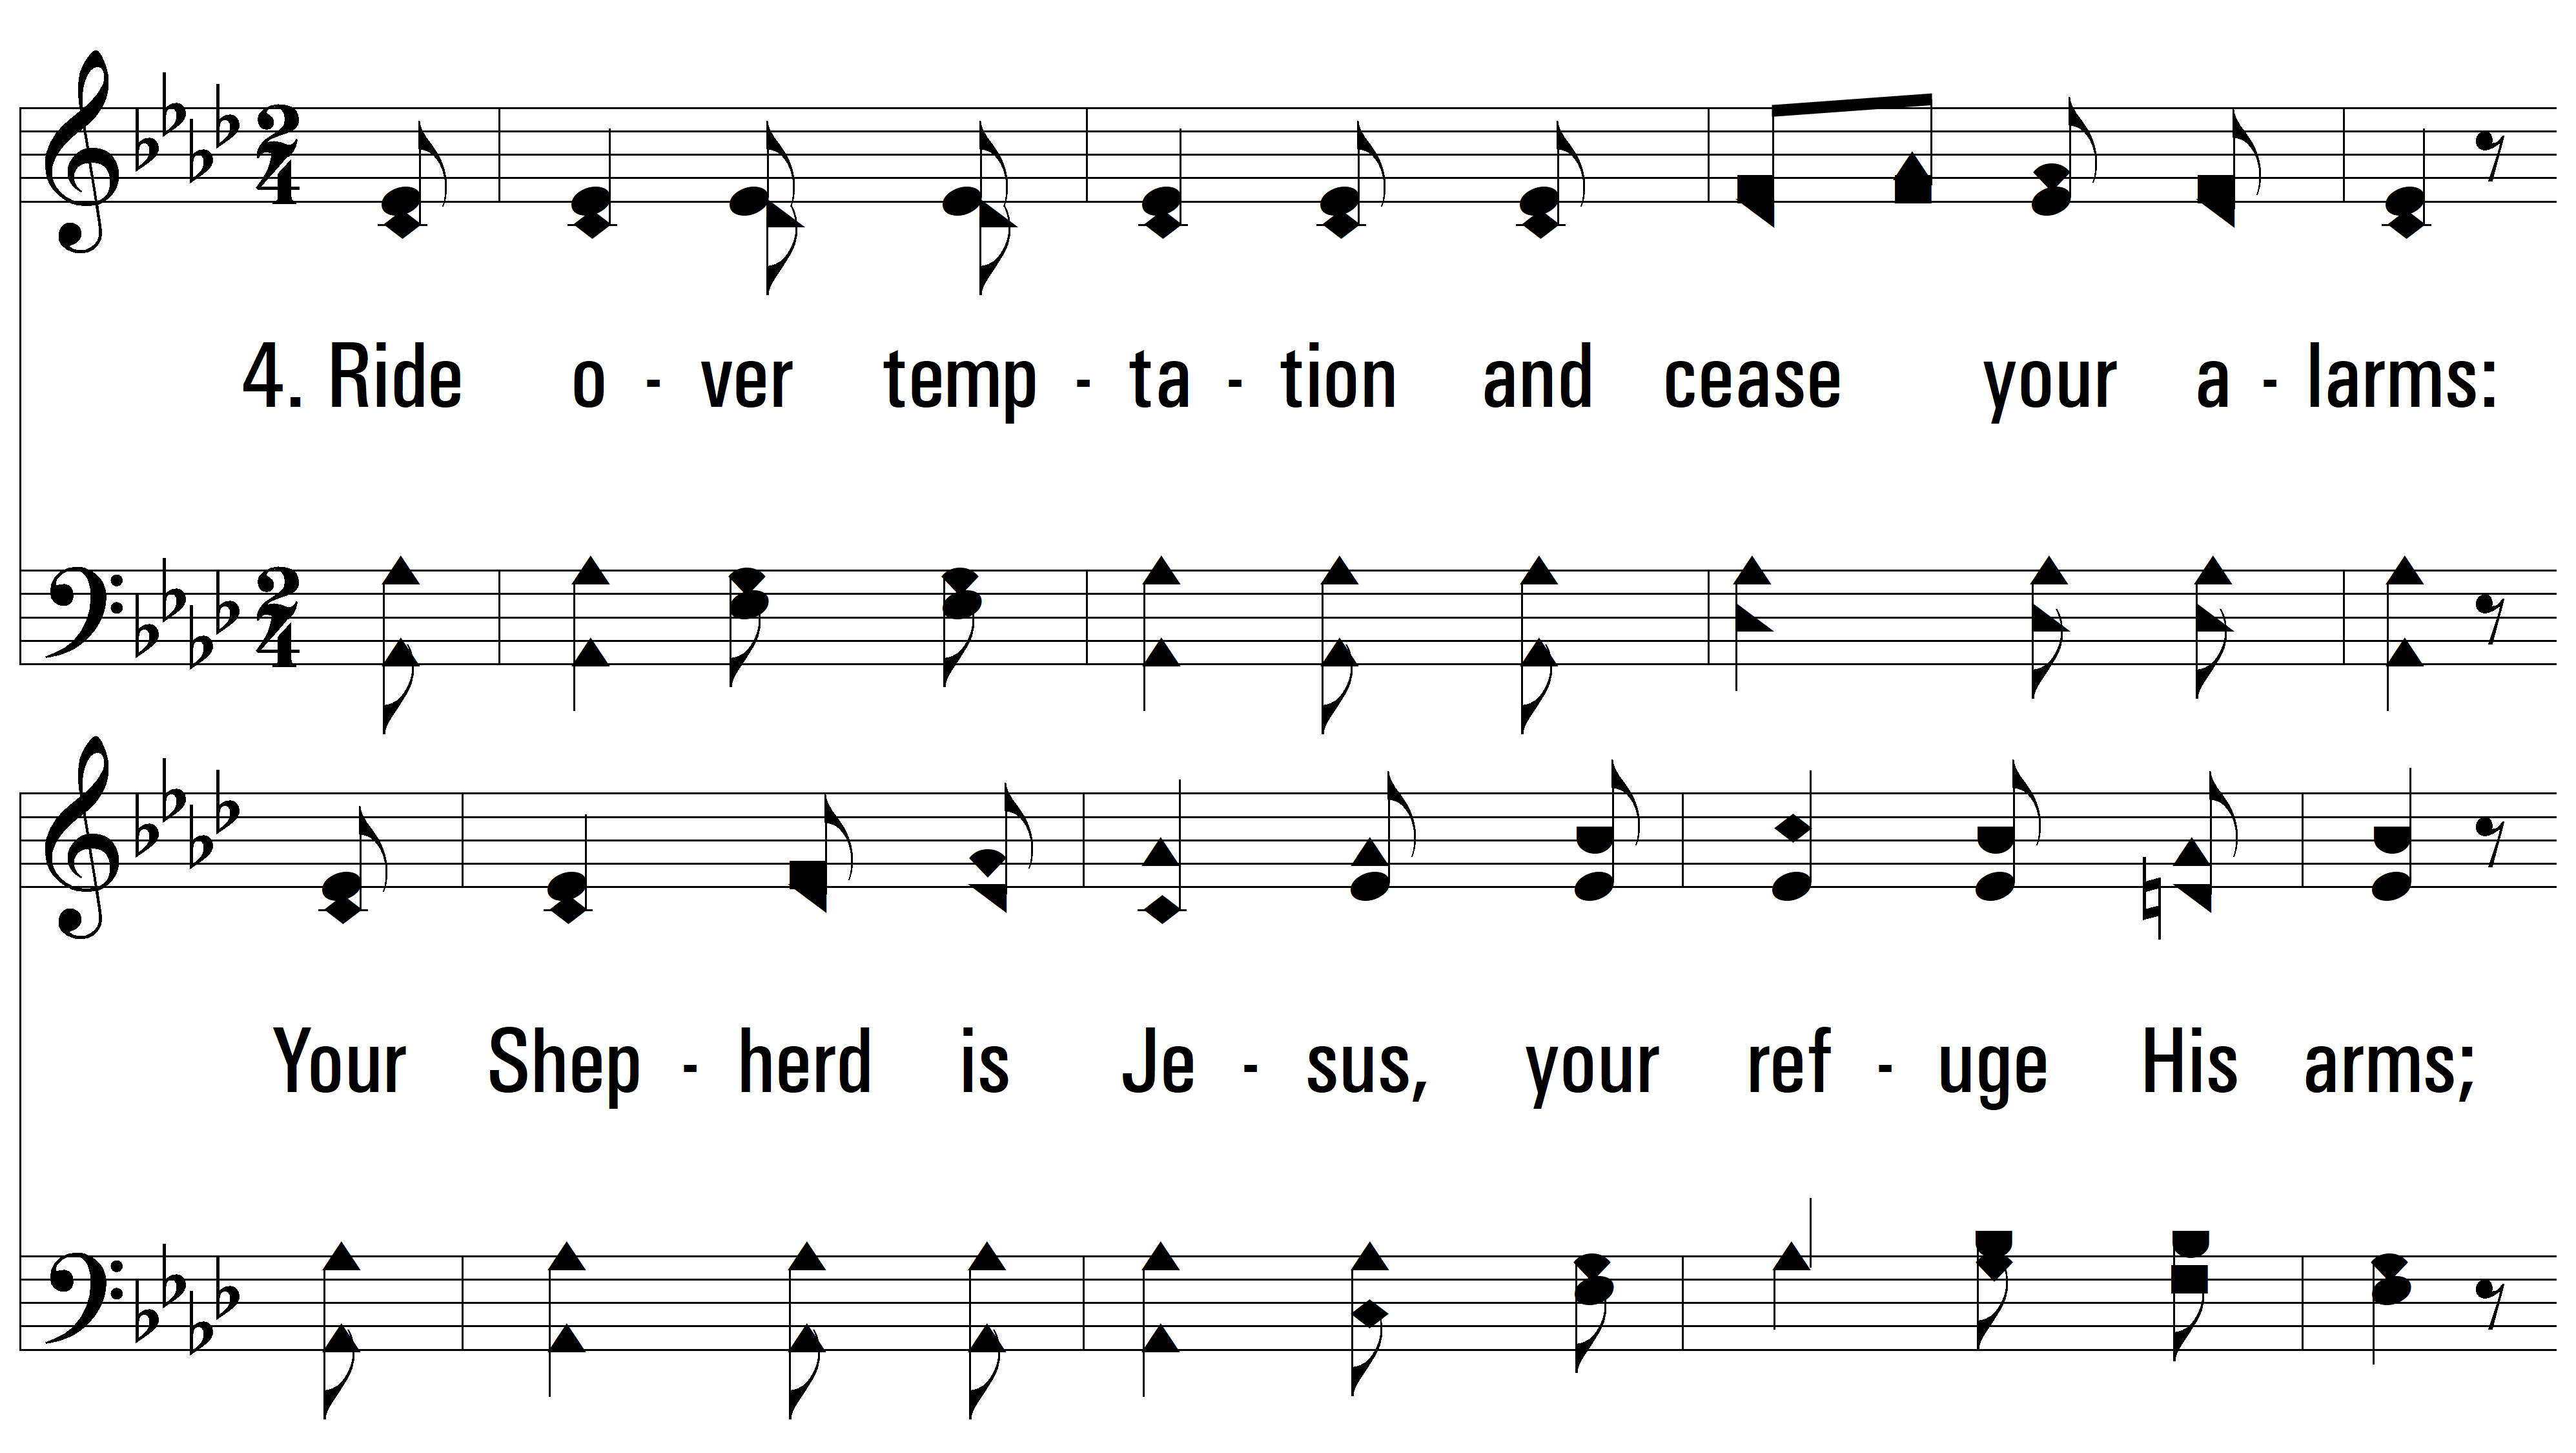 4. Ride o - ver temp - ta - tion and cease your a - larms:
Your Shep - herd is Je - sus, your ref - uge His arms;